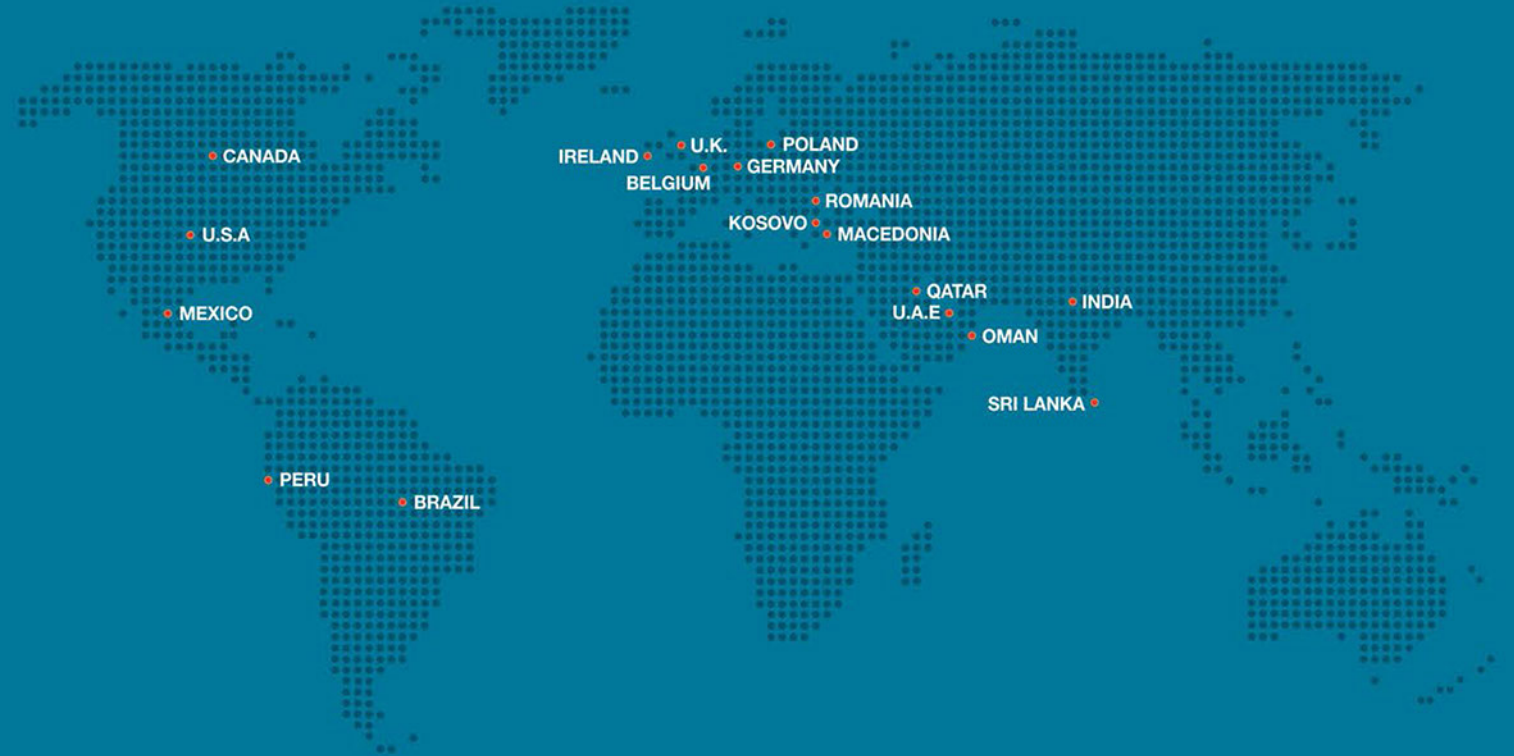 U.K.
POLAND
IRELAND
CANADA
GERMANY
BELGIUM
ROMANIA
KOSOVO
MACEDONIA
U.S.A
QATAR
INDIA
U.A.E
MEXICO
OMAN
SRI LANKA
PERU
BRAZIL